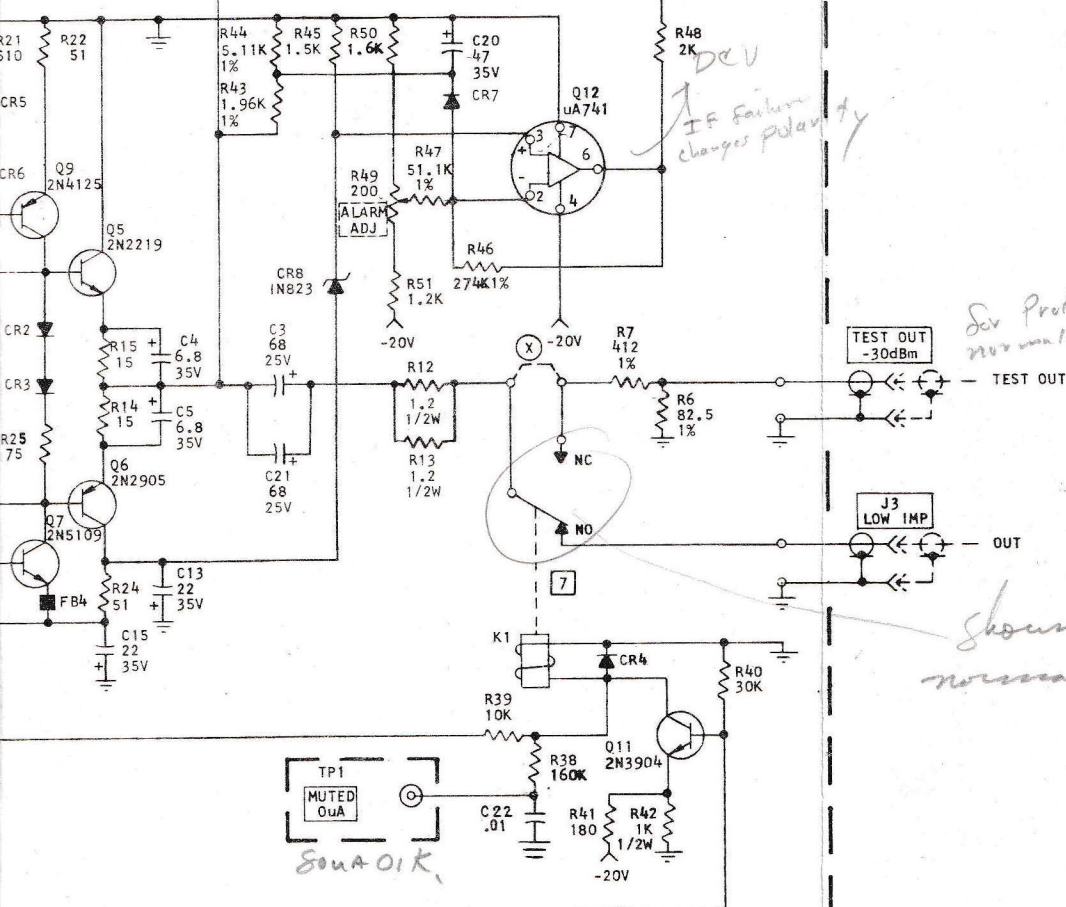 R21
R22
51
R44
5.11K
1%
R45
1.5K
R50
1.6K
+
C20
47
35V
R48
2K
DCV
CR5
R43
1.96K
1%
CR7
Q12
uA741
IF Failure
changes polarity
3
7
+
6
-
2
4
CR6
Q9
2N4125
R47
51.1K
1%
R49
200
ALARM
ADJ
Q5
2N2219
R46
274K1%
CR8
1N823
R51
1.2K
-20V
-20V
CR2
R15
15
+
C4
6.8
35V
C3
68
25V
+
X
R7
412
1%
TEST OUT
-30dBm
normal
TEST OUT
CR3
R14
15
+
C5
6.8
35V
R12
1.2
1/2W
R6
82.5
1%
R25
75
+
C21
68
25V
R13
1.2
1/2W
NC
Q6
2N2905
J3
LOW IMP
Q7
2N5109
NO
OUT
FB4
R24
51
+
C13
22
35V
7
C15
22
+
35V
K1
CR4
R40
30K
R39
10K
Q11
2N3904
R38
160K
TP1
MUTED
0uA
C22
.01
R41
180
R42
1K
1/2W
-20V